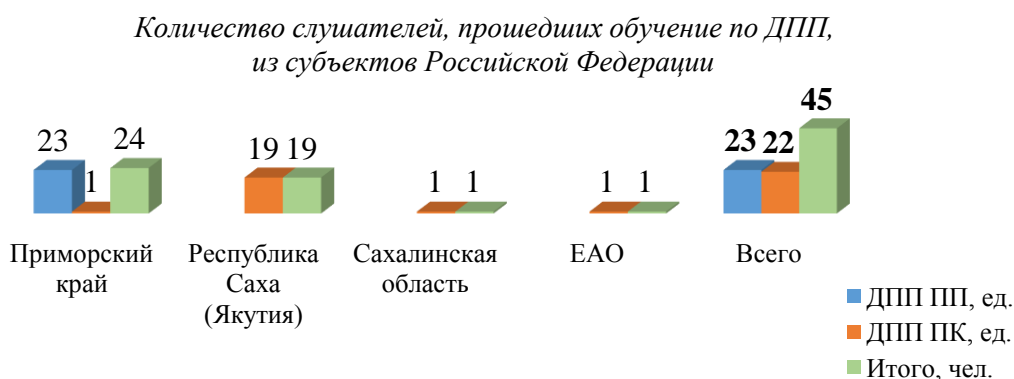 Количество слушателей, прошедших обучение по ДПП,
из субъектов Российской Федерации
23 1 24 19 19 1 1 1 1 23 22 45
Приморский край
Республика Саха (Якутия)
Сахалинская область
ЕАО
Всего
ДПП ПП, ед.
ДПП ПК, ед.
Итого, чел.